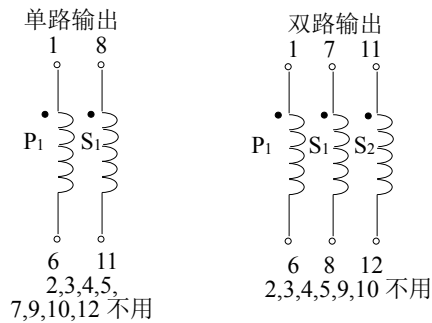 单路输出
1 8
P1 S1
6 11
2,3,4,5,
7,9,10,12 不用
双路输出
1 7 11
P1 S1 S2
6 8 12
2,3,4,5,9,10 不用